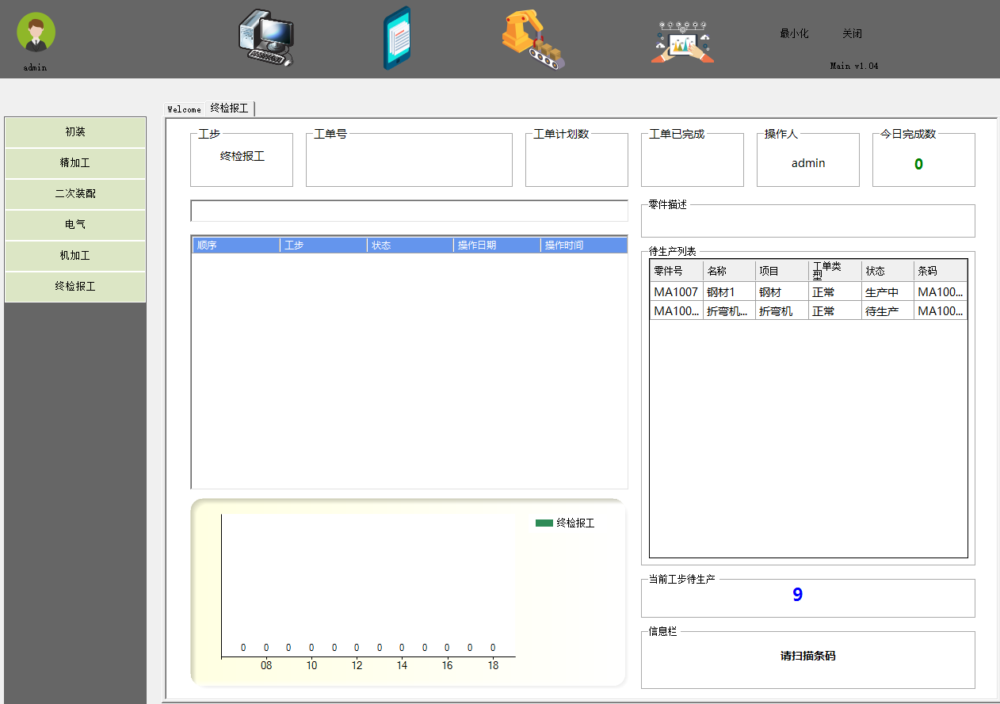 admin
最小化
关闭
Main v1.04
Welcome
终检报工
初装
精加工
二次装配
电气
机加工
终检报工
工步
终检报工
工单号
工单计划数
工单已完成
操作人
admin
今日完成数
0
顺序 工步 状态 操作日期 操作时间
零件描述
待生产列表
零件号 名称 项目 工单类型 状态 条码
MA1007 钢材1 钢材 正常 生产中 MA100...
MA100... 折弯机... 折弯机 正常 待生产 MA100...
终检报工
0 0 0 0 0 0 0 0 0 0 0 0
08 10 12 14 16 18
当前工步待生产
9
信息栏
请扫描条码